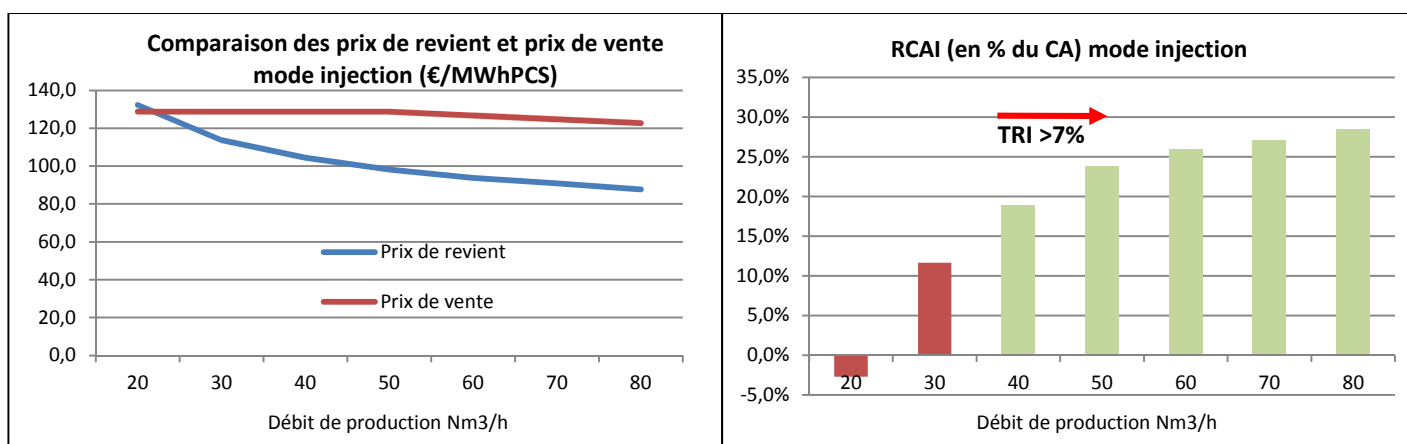 Comparaison des prix de revient et prix de vente
mode injection (€/MWhPCS)
140,0
120,0
100,0
80,0
60,0
40,0
20,0
0,0
Prix de revient
Prix de vente
20 30 40 50 60 70 80
Débit de production Nm3/h
RCAI (en % du CA) mode injection
35,0%
30,0%
25,0%
20,0%
15,0%
10,0%
5,0%
0,0%
-5,0%
TRI >7%
20 30 40 50 60 70 80
Débit de production Nm3/h